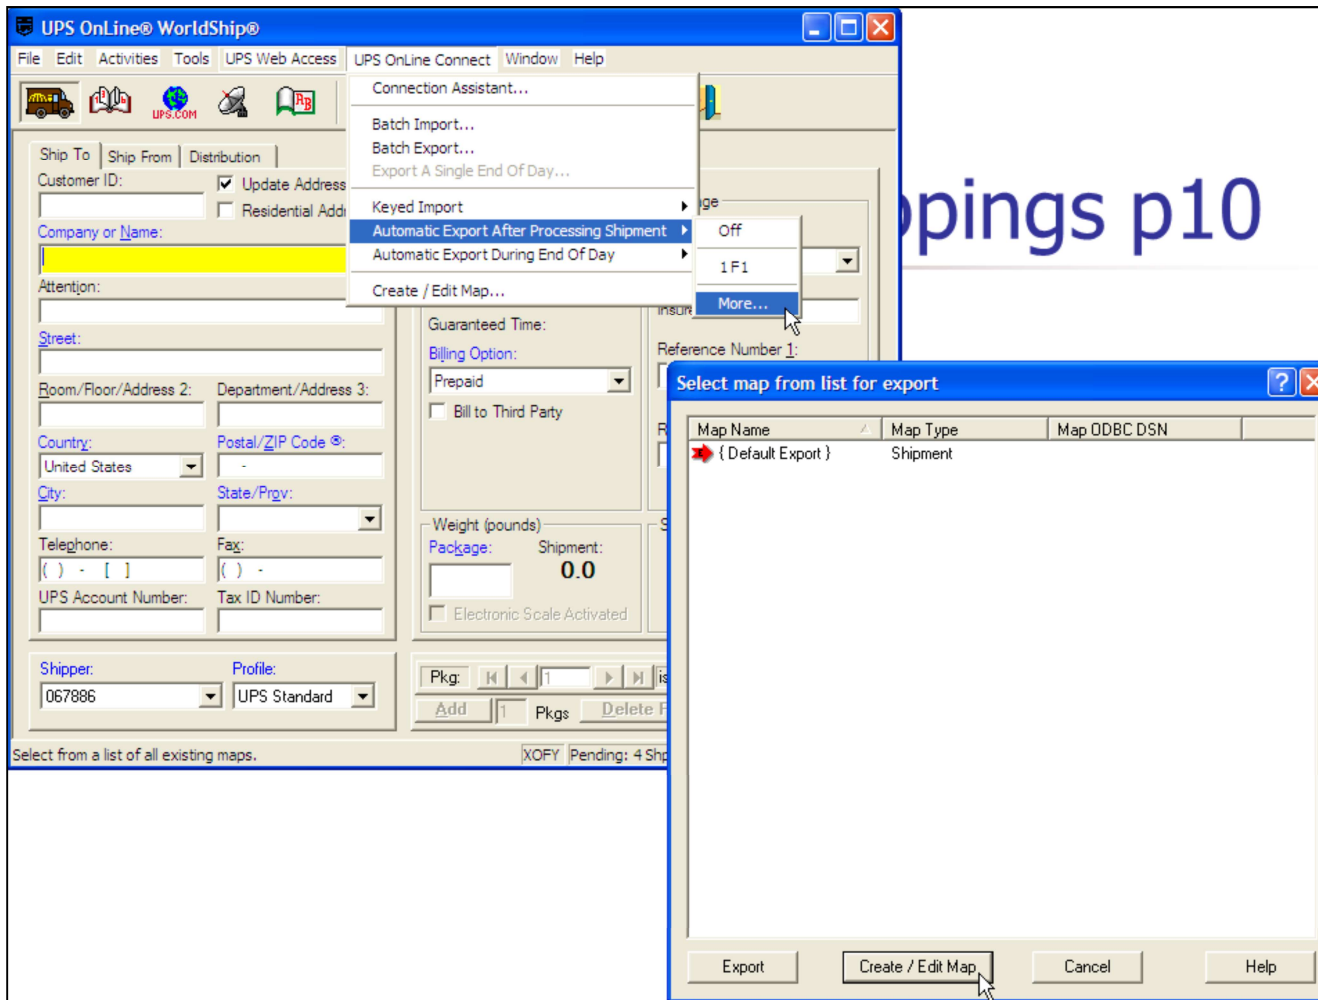 UPS OnLine® WorldShip®
File Edit Activities Tools UPS Web Access UPS OnLine Connect Window Help
UPS.COM
Connection Assistant...
Batch Import...
Batch Export...
Export A Single End Of Day...
Keyed Import
Automatic Export After Processing Shipment
Automatic Export During End Of Day
Create / Edit Map...
Off
1 F1
More...
ppings p10
Ship To Ship From Distribution
Customer ID:
Update Address
Residential Addr
Company or Name:
Attention:
Street:
Room/Floor/Address 2: Department/Address 3:
Country: Postal/ZIP Code ®:
United States -
City: State/Prov:
Telephone: Fax:
( ) - [ ] ( ) -
UPS Account Number: Tax ID Number:
Shipper: Profile:
067886 UPS Standard
Guaranteed Time:
Billing Option:
Prepaid
Bill to Third Party
Reference Number 1:
Weight (pounds)
Package: Shipment:
0.0
Electronic Scale Activated
Pkg: 1 is
Add 1 Pkgs Delete P
Select from a list of all existing maps. XOFY Pending: 4 Shp
Select map from list for export
Map Name Map Type Map ODBC DSN
{ Default Export } Shipment
Export Create / Edit Map Cancel Help